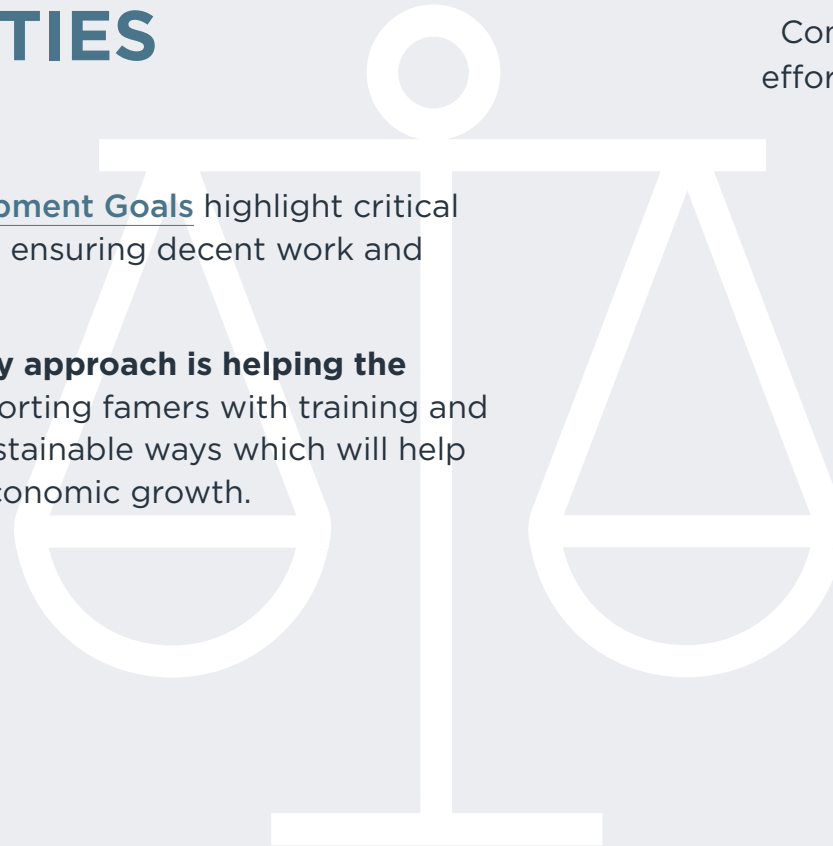 TIES
pment Goals highlight critical
ensuring decent work and
y approach is helping the
orting famers with training and
stainable ways which will help
conomic growth.
Cor
effor